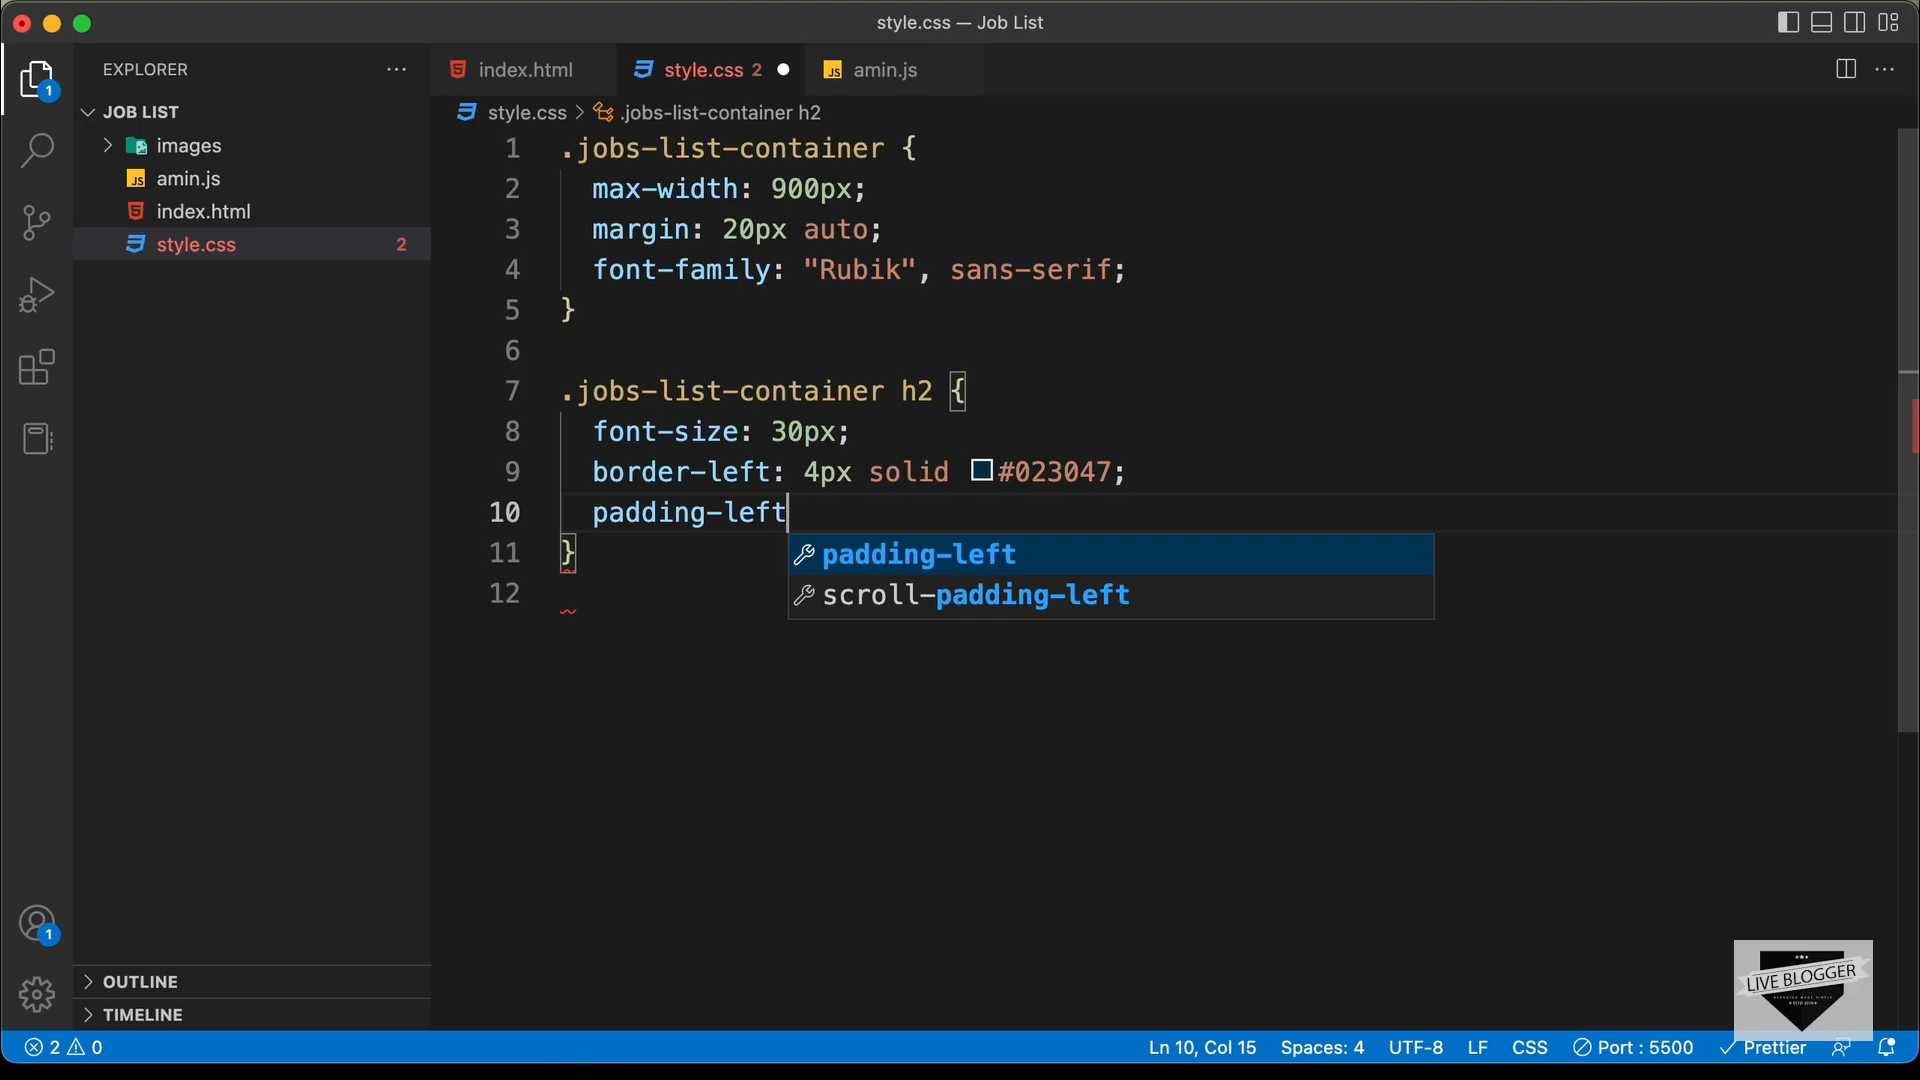 style.css — Job List
EXPLORER
index.html
style.css 2
amin.js
1
JOB LIST
style.css > .jobs-list-container h2
images
amin.js
index.html
style.css 2
1 .jobs-list-container {
2 max-width: 900px;
3 margin: 20px auto;
4 font-family: "Rubik", sans-serif;
5 }
6
7 .jobs-list-container h2 {
8 font-size: 30px;
9 border-left: 4px solid #023047;
10 padding-left
11 }
12
padding-left
scroll-padding-left
1
OUTLINE
TIMELINE
LIVE BLOGGER
2 0
Ln 10, Col 15 Spaces: 4 UTF-8 LF CSS Port : 5500 Prettier